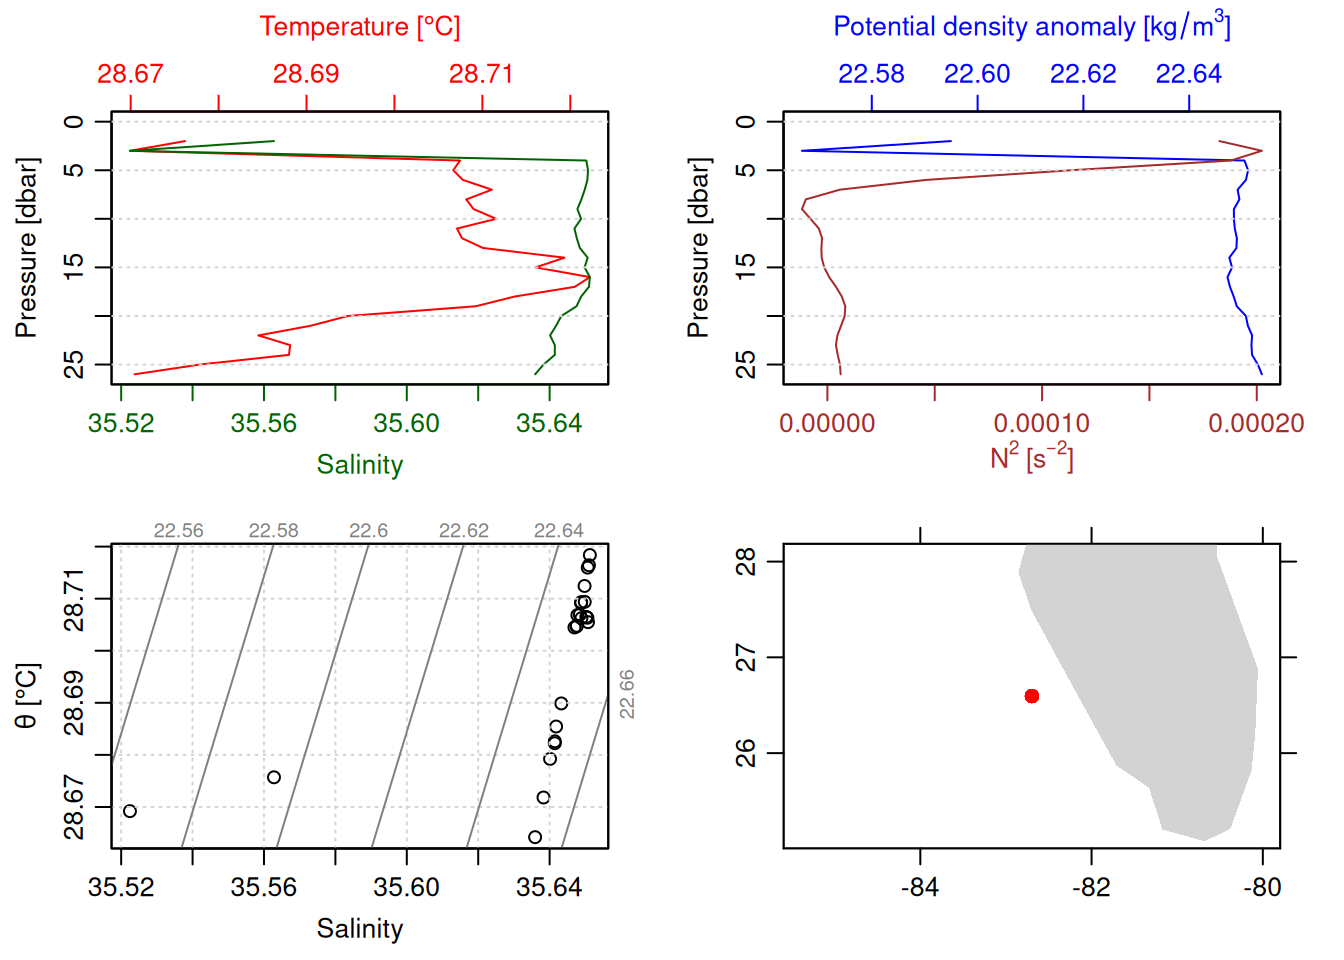 Temperature [°C]
28.67 28.69 28.71
Pressure [dbar]
0
5
15
25
35.52 35.56 35.60 35.64
Salinity
Potential density anomaly [kg/m³]
22.58 22.60 22.62 22.64
Pressure [dbar]
0
5
15
25
0.00000 0.00010 0.00020
N² [s⁻²]
22.56 22.58 22.6 22.62 22.64
22.66
θ [°C]
28.71
28.69
28.67
35.52 35.56 35.60 35.64
Salinity
28
27
26
-84 -82 -80